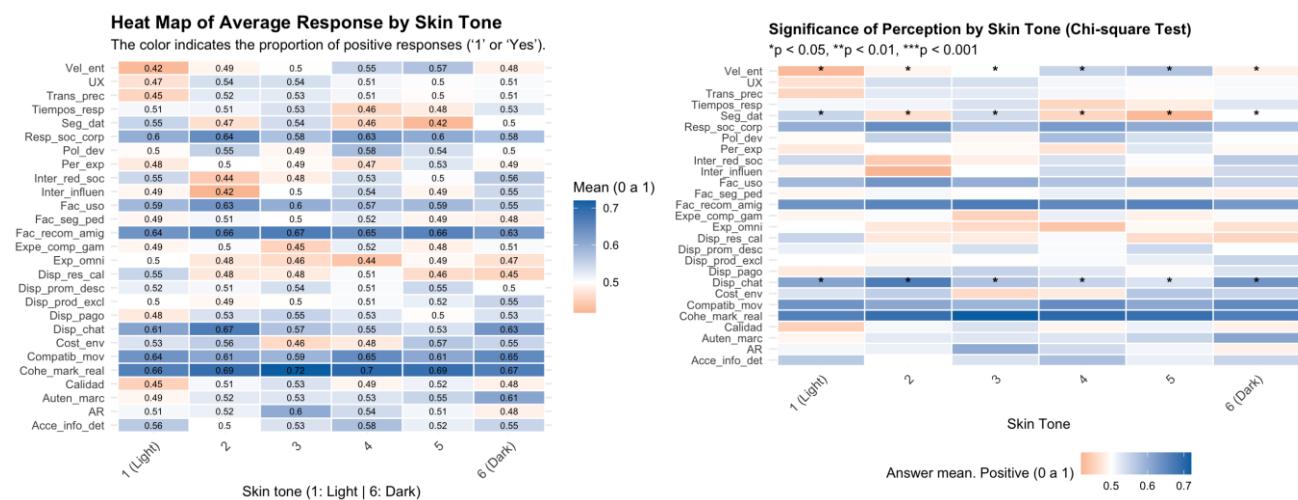 Heat Map of Average Response by Skin Tone
The color indicates the proportion of positive responses (‘1’ or ‘Yes’).
Vel_ent 0.42 0.49 0.5 0.55 0.57 0.48
UX 0.47 0.54 0.54 0.51 0.5 0.51
Trans_prec 0.45 0.52 0.53 0.51 0.5 0.51
Tiempos_resp 0.51 0.51 0.53 0.46 0.48 0.53
Seg_dat 0.55 0.47 0.54 0.46 0.42 0.5
Resp_soc_corp 0.6 0.64 0.58 0.63 0.6 0.58
Pol_dev 0.5 0.55 0.49 0.58 0.54 0.5
Per_exp 0.48 0.5 0.49 0.47 0.53 0.49
Inter_red_soc 0.55 0.44 0.48 0.53 0.5 0.56
Inter_influen 0.49 0.42 0.5 0.54 0.49 0.55
Fac_uso 0.59 0.63 0.6 0.57 0.59 0.55
Fac_seg_ped 0.49 0.51 0.5 0.52 0.49 0.48
Fac_recom_amig 0.64 0.66 0.67 0.65 0.66 0.63
Expe_comp_gam 0.49 0.5 0.45 0.52 0.48 0.51
Exp_omni 0.5 0.48 0.46 0.44 0.49 0.47
Disp_res_cal 0.55 0.48 0.48 0.51 0.46 0.45
Disp_prom_desc 0.52 0.51 0.54 0.51 0.55 0.5
Disp_prod_excl 0.5 0.49 0.5 0.51 0.52 0.55
Disp_pago 0.48 0.53 0.55 0.53 0.5 0.53
Disp_chat 0.61 0.67 0.57 0.55 0.53 0.63
Cost_env 0.53 0.56 0.46 0.48 0.57 0.55
Compatib_mov 0.64 0.61 0.59 0.65 0.61 0.65
Cohe_mark_real 0.66 0.69 0.72 0.7 0.69 0.67
Calidad 0.45 0.51 0.53 0.49 0.52 0.48
Auten_marc 0.49 0.52 0.53 0.53 0.55 0.61
AR 0.51 0.52 0.6 0.54 0.51 0.48
Acce_info_det 0.56 0.5 0.53 0.58 0.52 0.55
1 (Light) 2 3 4 5 6 (Dark)
Skin tone (1: Light | 6: Dark)
Mean (0 a 1)
0.7
0.6
0.5
Significance of Perception by Skin Tone (Chi-square Test)
*p < 0.05, **p < 0.01, ***p < 0.001
Vel_ent * * * * * *
UX
Trans_prec
Tiempos_resp
Seg_dat * * * * * *
Resp_soc_corp
Pol_dev
Per_exp
Inter_red_soc
Inter_influen
Fac_uso
Fac_seg_ped
Fac_recom_amig
Expe_comp_gam
Exp_omni
Disp_res_cal
Disp_prom_desc
Disp_prod_excl
Disp_pago
Disp_chat * * * * * *
Cost_env
Compatib_mov
Cohe_mark_real
Calidad
Auten_marc
AR
Acce_info_det
1 (Light) 2 3 4 5 6 (Dark)
Skin Tone
Answer mean. Positive (0 a 1)
0.5 0.6 0.7